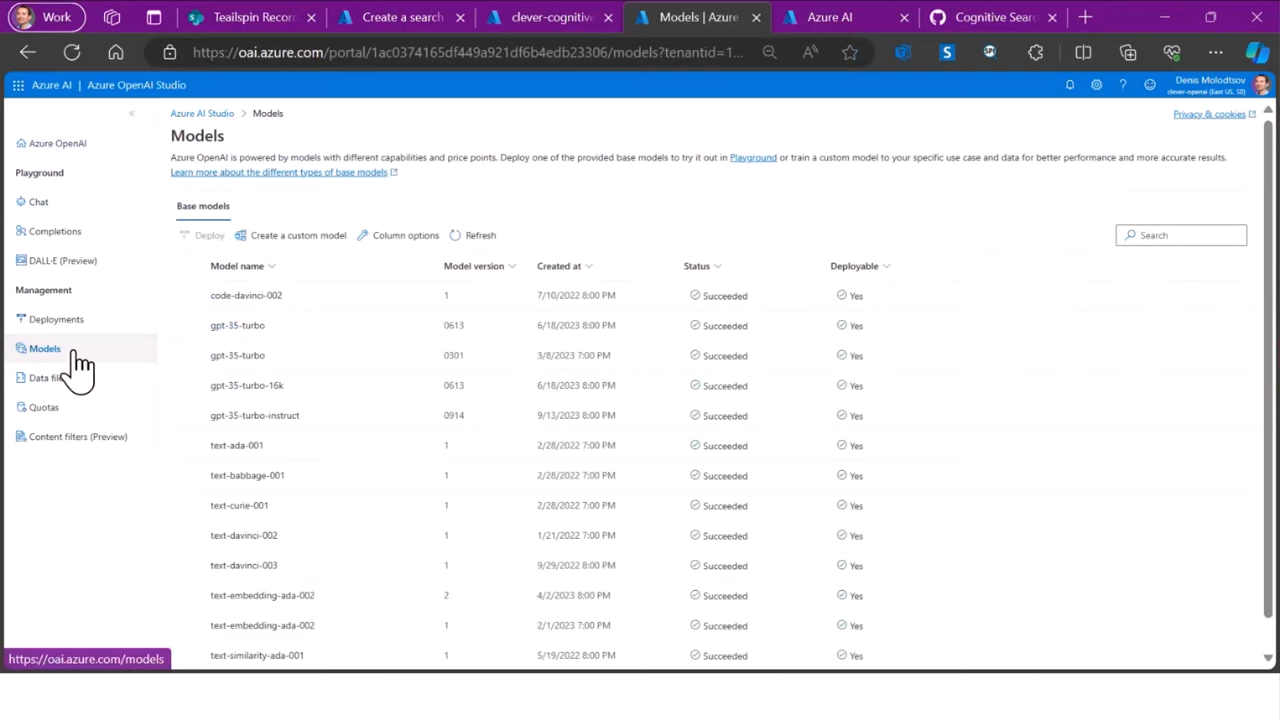 Work
Teailspin Recor
Create a search
clever-cognitive
Models | Azure
Azure AI
Cognitive Sear
https://oai.azure.com/portal/1ac0374165df449a921df6b4edb23306/models?tenantid=1...
Azure AI | Azure OpenAI Studio
Denis Molodtsov
clever-openai (East US, S0)
Azure OpenAI
Playground
Chat
Completions
DALL-E (Preview)
Management
Deployments
Models
Data fil
Quotas
Content filters (Preview)
Azure AI Studio > Models
Privacy & cookies
Models
Azure OpenAI is powered by models with different capabilities and price points. Deploy one of the provided base models to try it out in Playground or train a custom model to your specific use case and data for better performance and more accurate results.
Learn more about the different types of base models
Base models
Deploy Create a custom model Column options Refresh Search
Model name Model version Created at Status Deployable
code-davinci-002 1 7/10/2022 8:00 PM Succeeded Yes
gpt-35-turbo 0613 6/18/2023 8:00 PM Succeeded Yes
gpt-35-turbo 0301 3/8/2023 7:00 PM Succeeded Yes
gpt-35-turbo-16k 0613 6/18/2023 8:00 PM Succeeded Yes
gpt-35-turbo-instruct 0914 9/13/2023 8:00 PM Succeeded Yes
text-ada-001 1 2/28/2022 7:00 PM Succeeded Yes
text-babbage-001 1 2/28/2022 7:00 PM Succeeded Yes
text-curie-001 1 2/28/2022 7:00 PM Succeeded Yes
text-davinci-002 1 1/21/2022 7:00 PM Succeeded Yes
text-davinci-003 1 9/29/2022 8:00 PM Succeeded Yes
text-embedding-ada-002 2 4/2/2023 8:00 PM Succeeded Yes
text-embedding-ada-002 1 2/1/2023 7:00 PM Succeeded Yes
text-similarity-ada-001 1 5/19/2022 8:00 PM Succeeded Yes
https://oai.azure.com/models